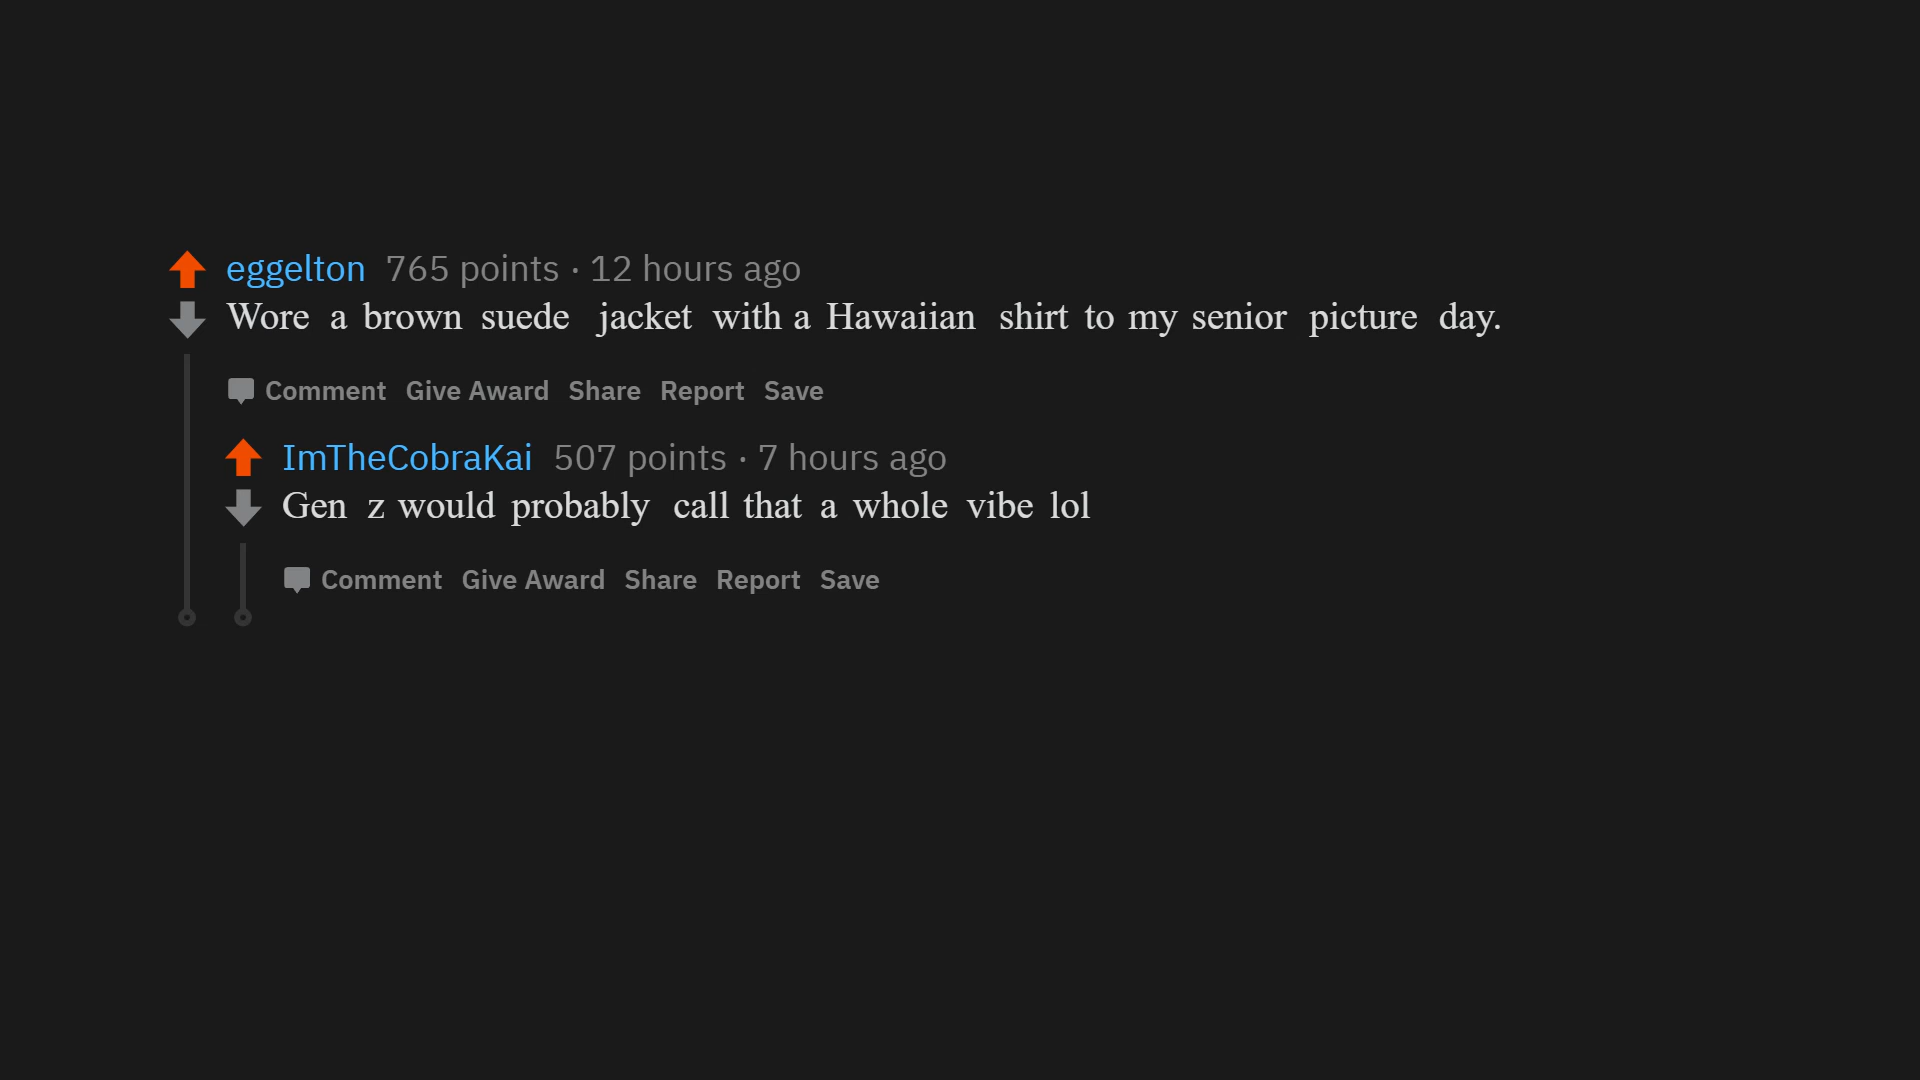 eggelton 765 points · 12 hours ago
Wore a brown suede jacket with a Hawaiian shirt to my senior picture day.
Comment Give Award Share Report Save
ImTheCobraKai 507 points · 7 hours ago
Gen z would probably call that a whole vibe lol
Comment Give Award Share Report Save